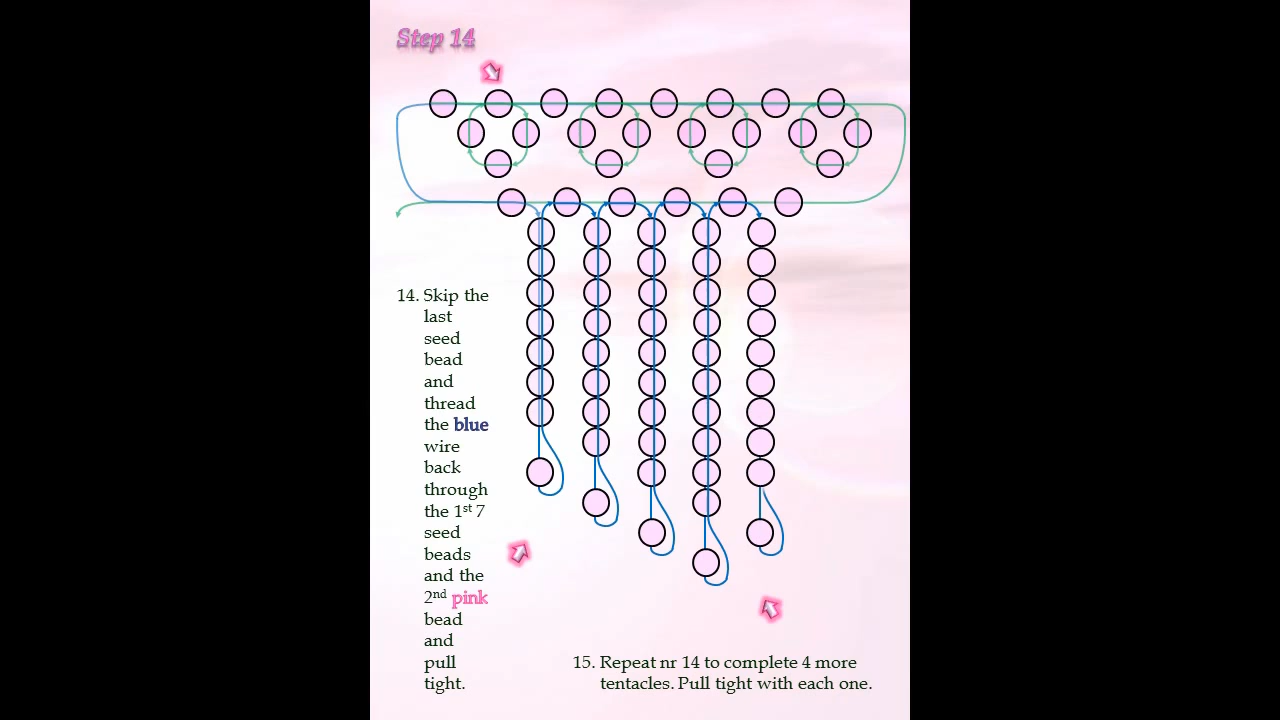 Step 14
14. Skip the
last
seed
bead
and
thread
the blue
wire
back
through
the 1st 7
seed
beads
and the
2nd pink
bead
and
pull
tight.
15. Repeat nr 14 to complete 4 more
tentacles. Pull tight with each one.